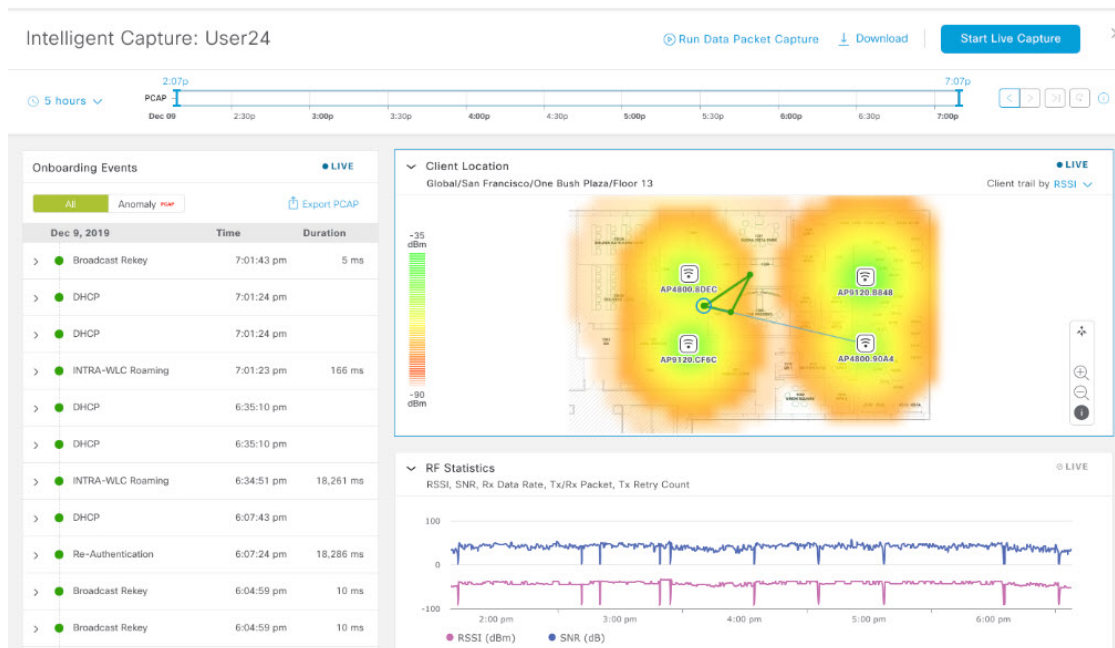 Intelligent Capture: User24
Run Data Packet Capture
Download
Start Live Capture
5 hours
2:07p
7:07p
PCAP
Dec 09 2:30p 3:00p 3:30p 4:00p 4:30p 5:00p 5:30p 6:00p 6:30p 7:00p
Onboarding Events
LIVE
All
Anomaly PCAP
Export PCAP
Dec 9, 2019 Time Duration
Broadcast Rekey 7:01:43 pm 5 ms
DHCP 7:01:24 pm
DHCP 7:01:24 pm
INTRA-WLC Roaming 7:01:23 pm 166 ms
DHCP 6:35:10 pm
DHCP 6:35:10 pm
INTRA-WLC Roaming 6:34:51 pm 18,261 ms
DHCP 6:07:43 pm
Re-Authentication 6:07:24 pm 18,286 ms
Broadcast Rekey 6:04:59 pm 10 ms
Broadcast Rekey 6:04:59 pm 10 ms
Client Location
LIVE
Global/San Francisco/One Bush Plaza/Floor 13
Client trail by RSSI
-35
dBm
-90
dBm
AP4800.8DEC
AP9120.B848
AP9120.CF6C
AP4800.90A4
RF Statistics
LIVE
RSSI, SNR, Rx Data Rate, Tx/Rx Packet, Tx Retry Count
100
0
-100
2:00 pm 3:00 pm 4:00 pm 5:00 pm 6:00 pm
RSSI (dBm) SNR (dB)